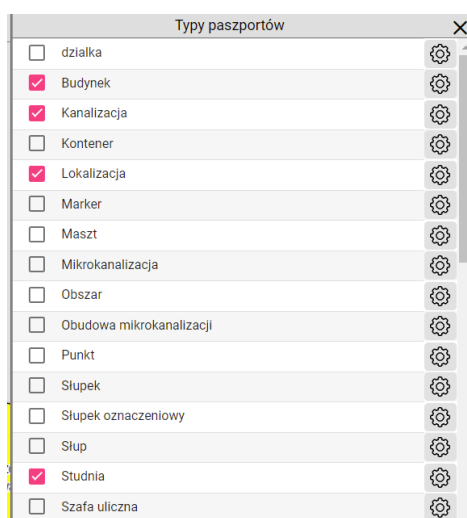 Typy paszportów
dzialka
Budynek
Kanalizacja
Kontener
Lokalizacja
Marker
Maszt
Mikrokanalizacja
Obszar
Obudowa mikrokanalizacji
Punkt
Słupek
Słupek oznaczeniowy
Słup
Studnia
Szafa uliczna